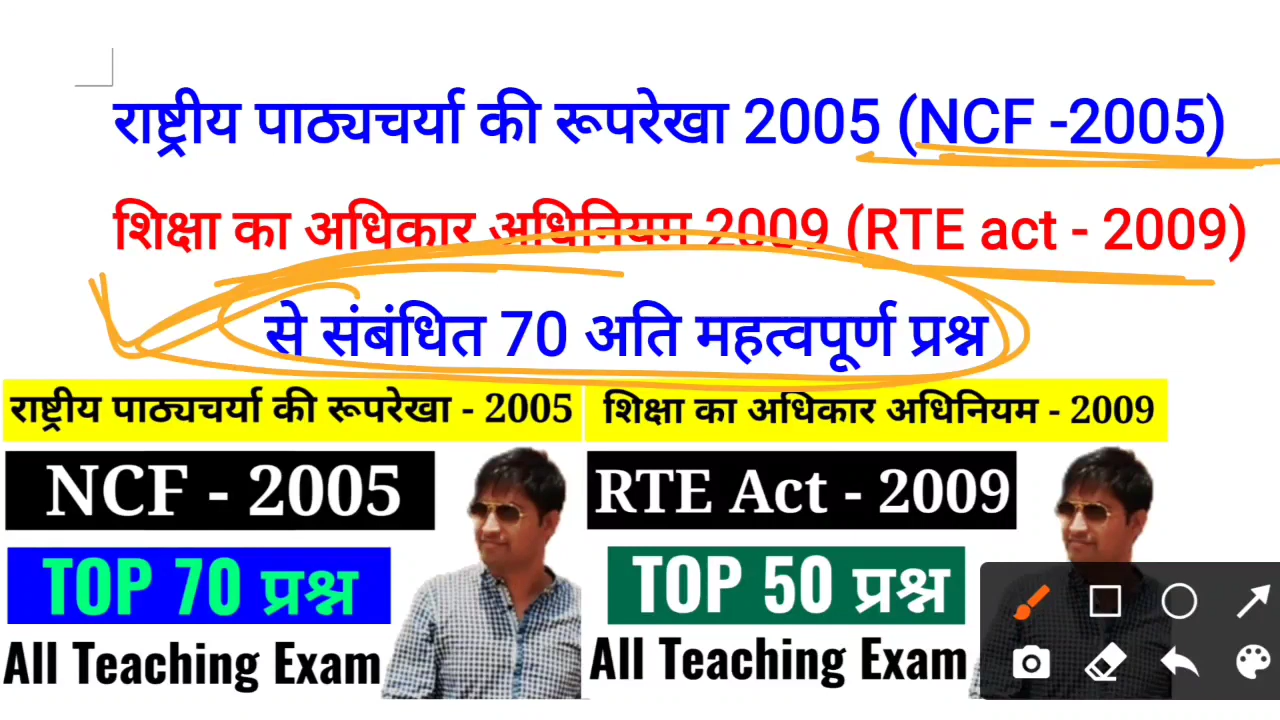 राष्ट्रीय पाठ्यचर्या की रूपरेखा 2005 (NCF -2005)
शिक्षा का अधिकार अधिनियम 2009 (RTE act - 2009)
से संबंधित 70 अति महत्वपूर्ण प्रश्न
राष्ट्रीय पाठ्यचर्या की रूपरेखा - 2005
NCF - 2005
TOP 70 प्रश्न
All Teaching Exam
शिक्षा का अधिकार अधिनियम - 2009
RTE Act - 2009
TOP 50 प्रश्न
All Teaching Exam